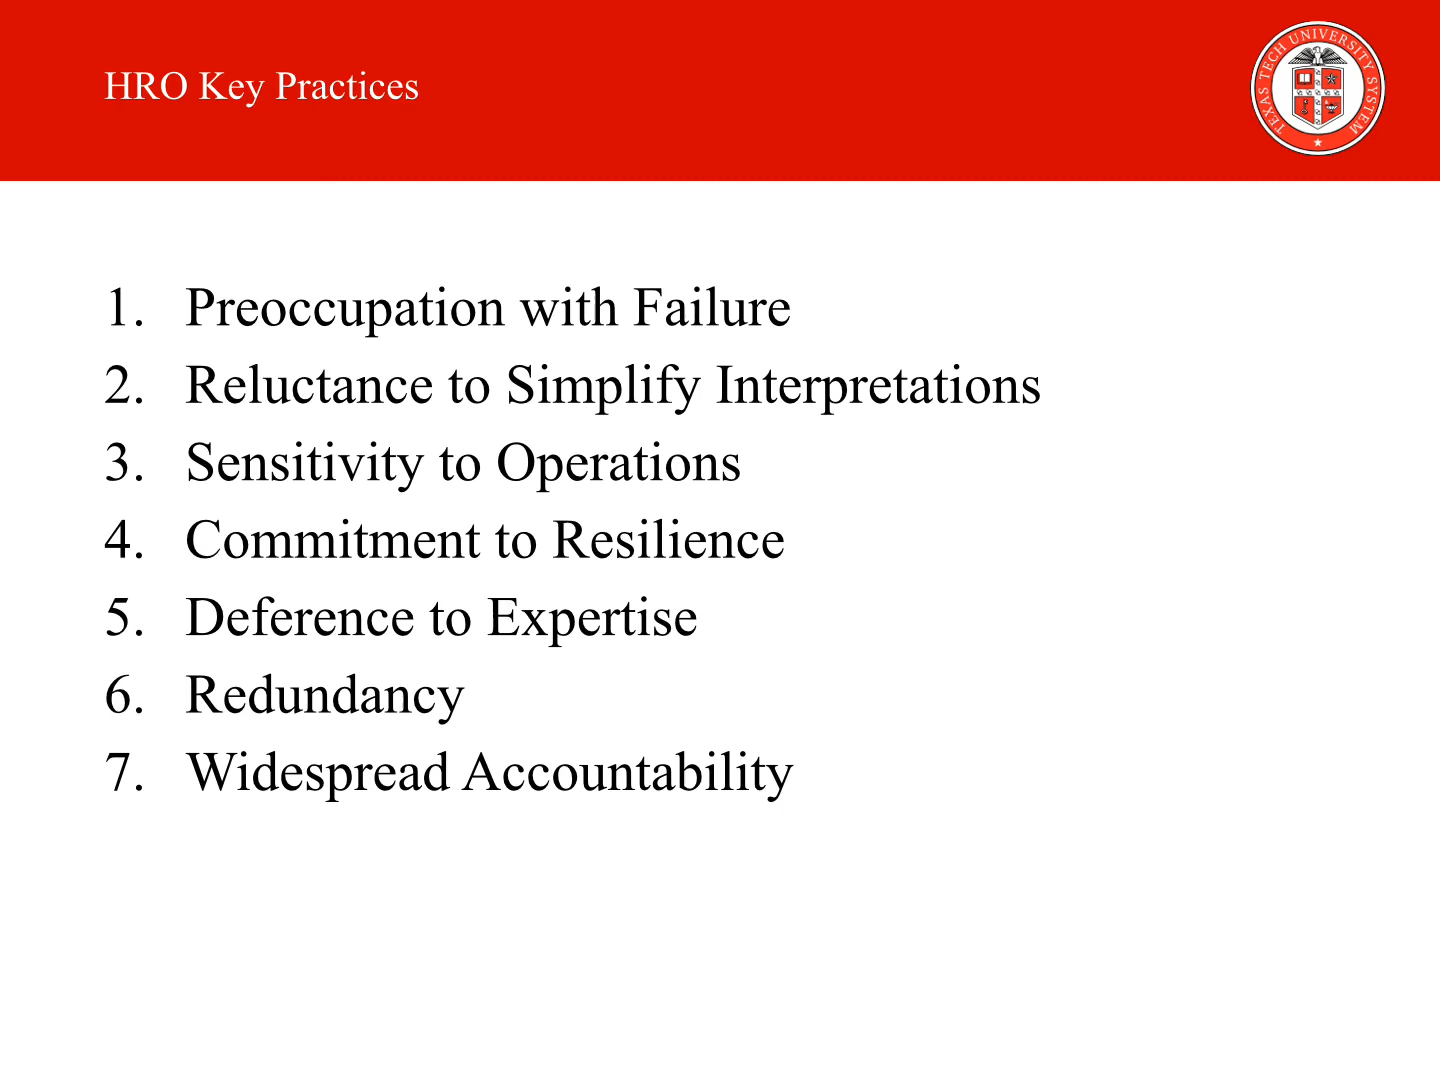 HRO Key Practices
TEXAS TECH UNIVERSITY SYSTEM
1. Preoccupation with Failure
2. Reluctance to Simplify Interpretations
3. Sensitivity to Operations
4. Commitment to Resilience
5. Deference to Expertise
6. Redundancy
7. Widespread Accountability